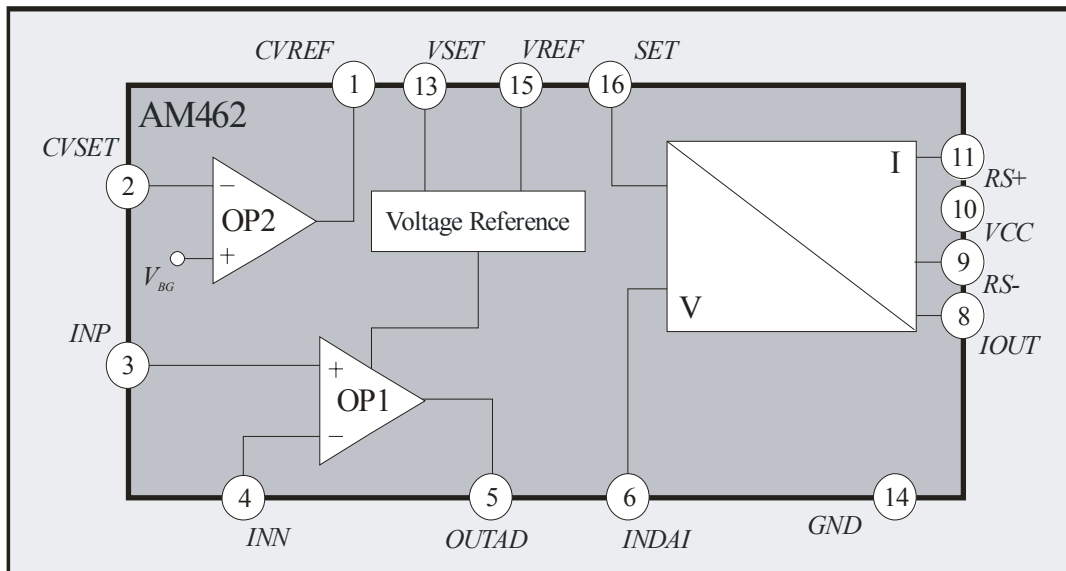 CVREF VSET VREF SET
1 13 15 16
AM462
CVSET
2
−
OP2
+
V_BG
Voltage Reference
I
11
RS+
10
VCC
9
RS-
8
IOUT
V
INP
3
+
OP1
−
4 5 6 14
INN OUTAD INDAI GND